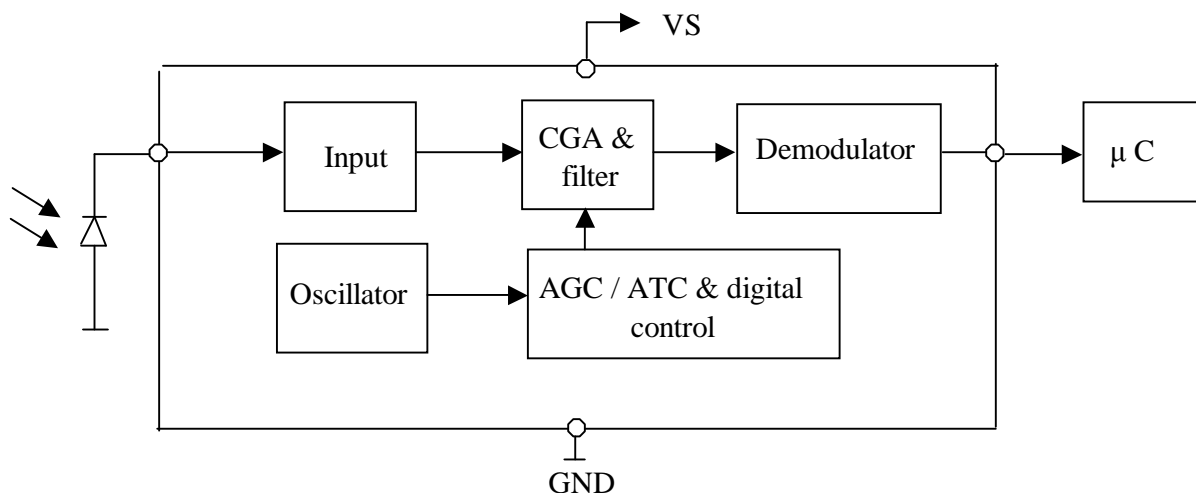 VS
Input
CGA &
filter
Demodulator
μ C
Oscillator
AGC / ATC & digital
control
GND